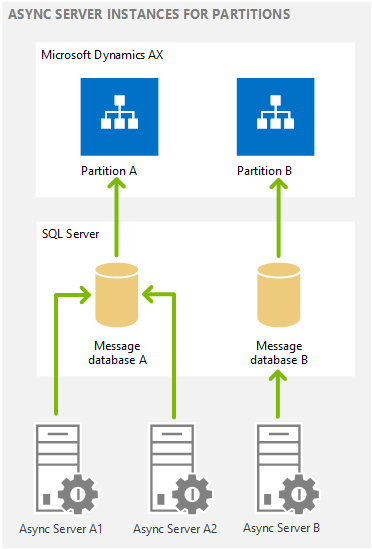 ASYNC SERVER INSTANCES FOR PARTITIONS
Microsoft Dynamics AX
Partition A
Partition B
SQL Server
Message
database A
Message
database B
Async Server A1
Async Server A2
Async Server B